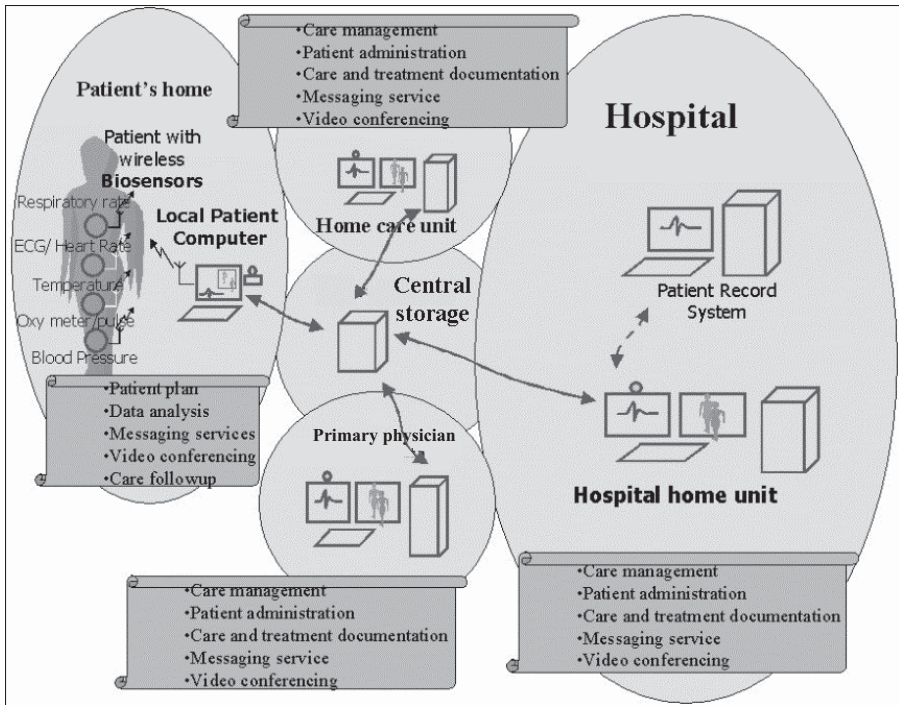 •Care management
•Patient administration
•Care and treatment documentation
•Messaging service
•Video conferencing
Patient's home
Patient with
wireless
Biosensors
Respiratory rate
ECG/ Heart Rate
Temperature
Oxy meter/pulse
Blood Pressure
Local Patient
Computer
•Patient plan
•Data analysis
•Messaging services
•Video conferencing
•Care followup
Home care unit
Central
storage
Primary physician
•Care management
•Patient administration
•Care and treatment documentation
•Messaging service
•Video conferencing
Hospital
Patient Record
System
Hospital home unit
•Care management
•Patient administration
•Care and treatment documentation
•Messaging service
•Video conferencing